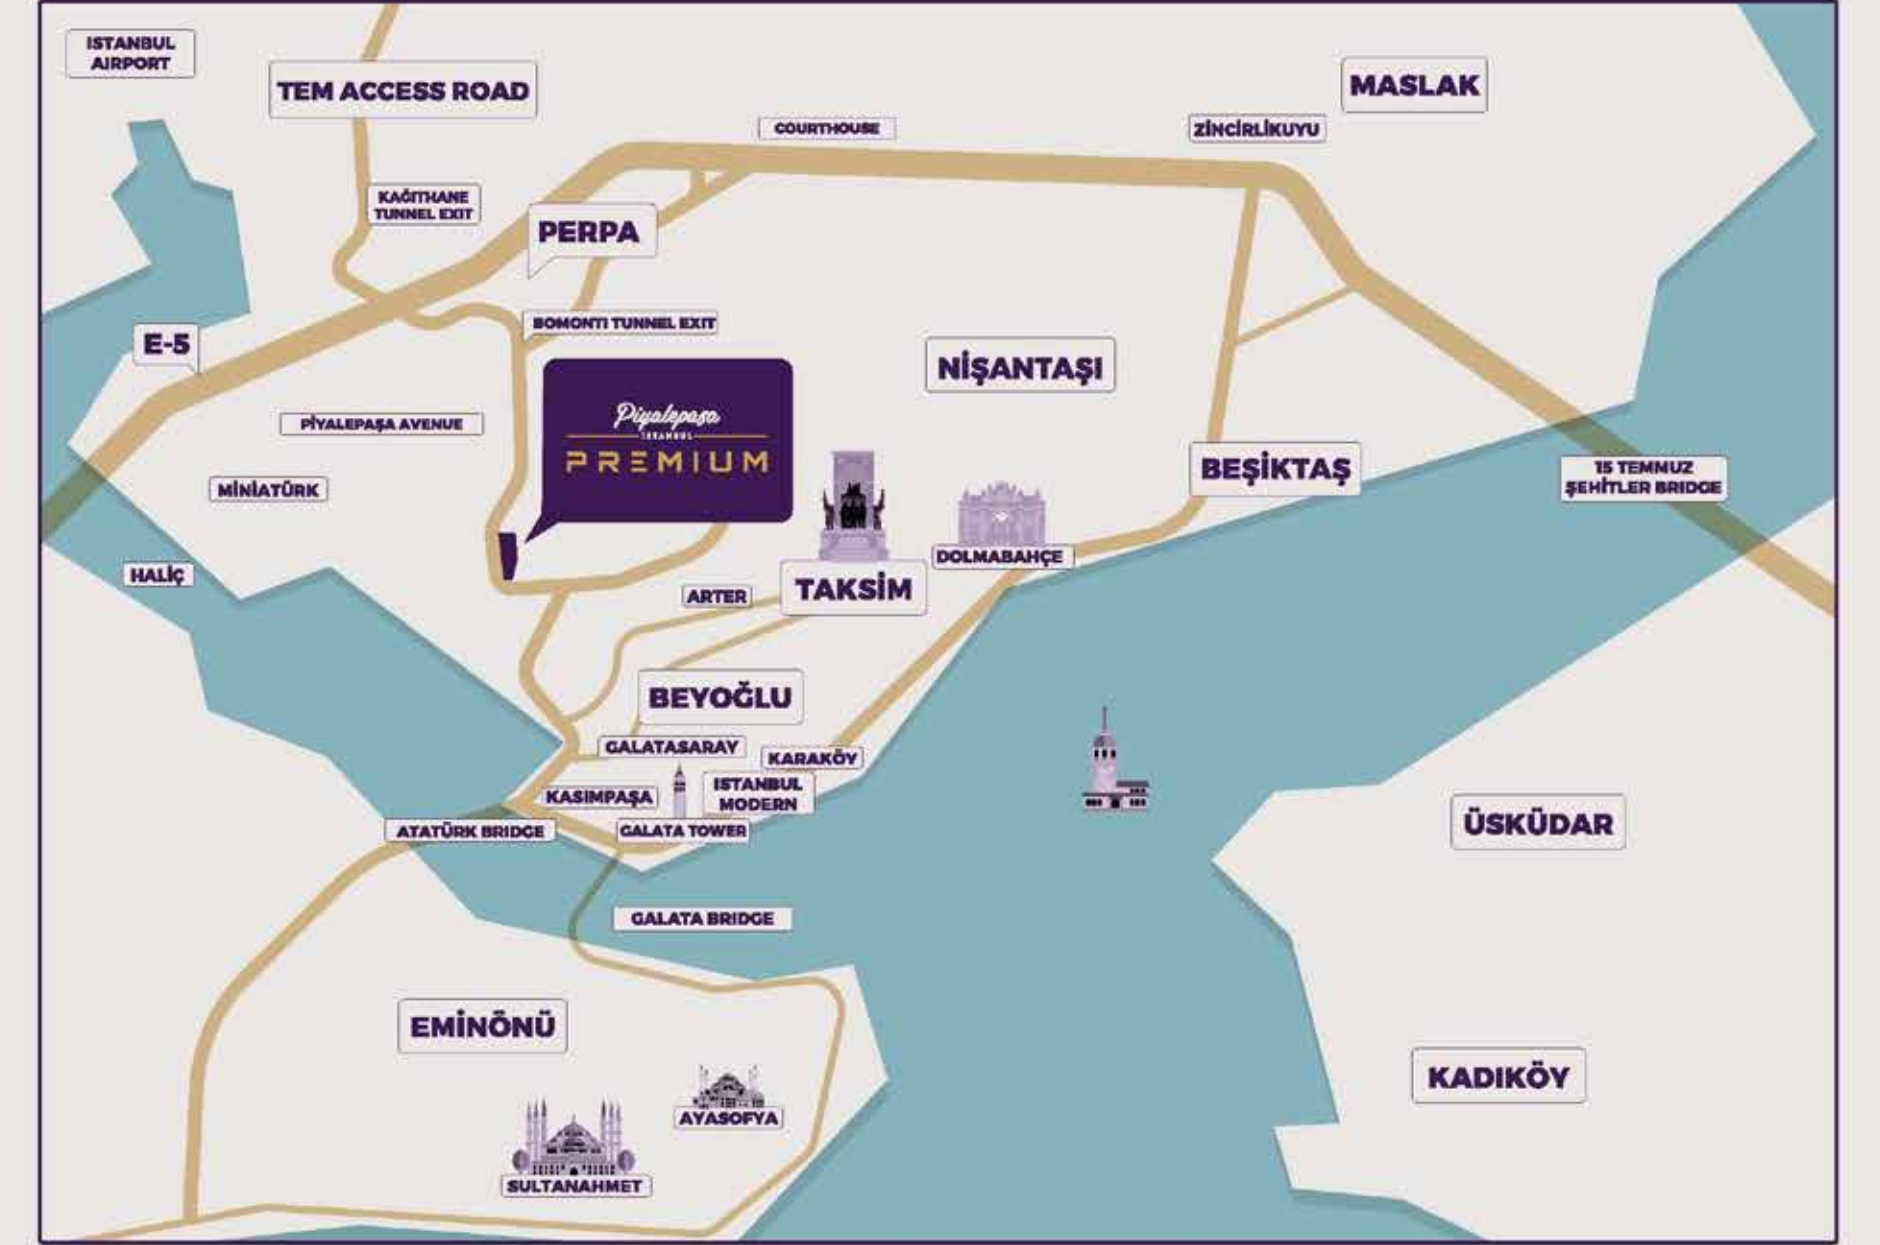 ISTANBUL
AIRPORT
TEM ACCESS ROAD
MASLAK
COURTHOUSE
ZİNCİRLİKUYU
KAĞITHANE
TUNNEL EXIT
PERPA
BOMONTI TUNNEL EXIT
E-5
NİŞANTAŞI
PİYALEPAŞA AVENUE
Piyalepaşa
İSTANBUL
PREMIUM
MİNİATÜRK
BEŞİKTAŞ
15 TEMMUZ
ŞEHİTLER BRIDGE
DOLMABAHÇE
HALİÇ
TAKSİM
ARTER
BEYOĞLU
GALATASARAY
KARAKÖY
ISTANBUL
MODERN
KASIMPAŞA
ATATÜRK BRIDGE
GALATA TOWER
ÜSKÜDAR
GALATA BRIDGE
EMİNÖNÜ
KADIKÖY
AYASOFYA
SULTANAHMET